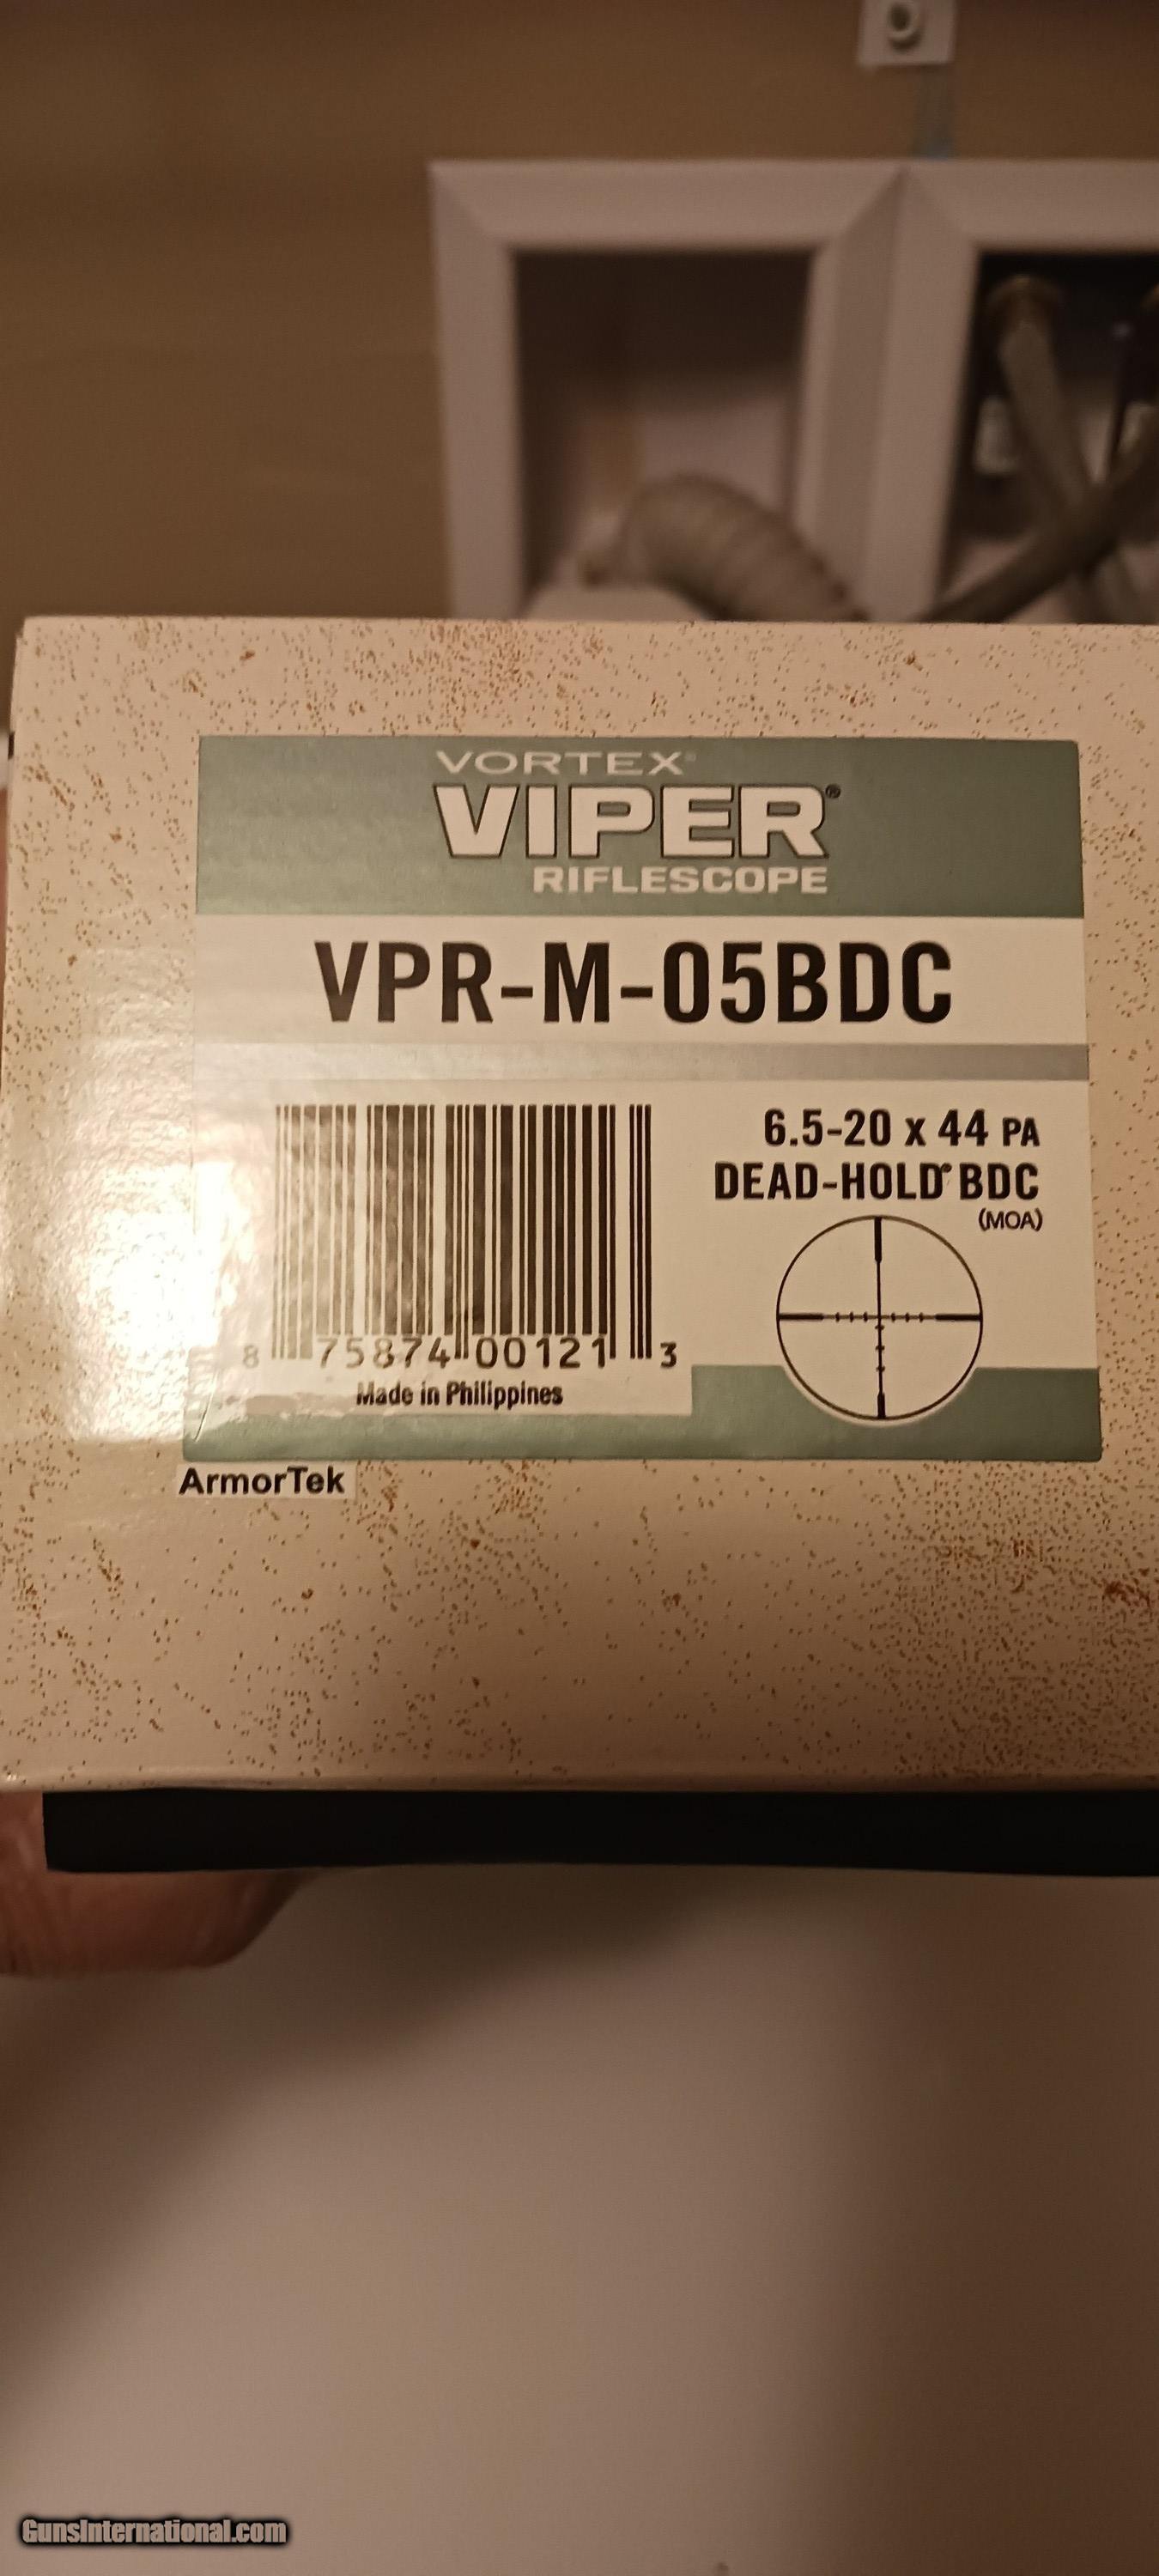 VORTEX®
VIPER®
RIFLESCOPE
VPR-M-05BDC
6.5-20 x 44 PA
DEAD-HOLD® BDC
(MOA)
8 75874 00121 3
Made in Philippines
ArmorTek
GunsInternational.com